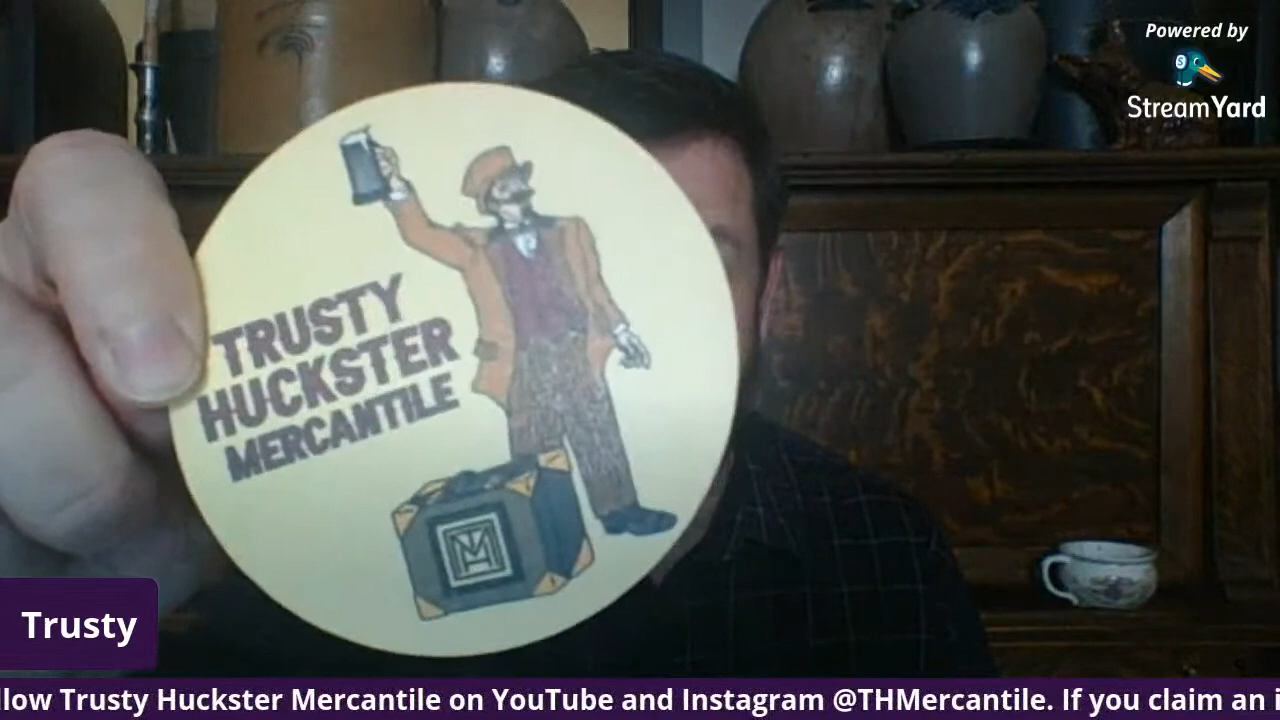 Powered by
StreamYard
TRUSTY
HUCKSTER
MERCANTILE
Trusty
llow Trusty Huckster Mercantile on YouTube and Instagram @THMercantile. If you claim an i